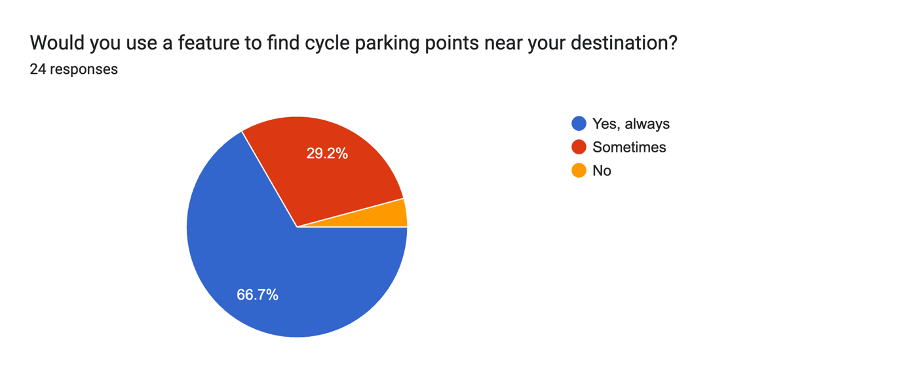 Would you use a feature to find cycle parking points near your destination?
24 responses
29.2%
66.7%
Yes, always
Sometimes
No